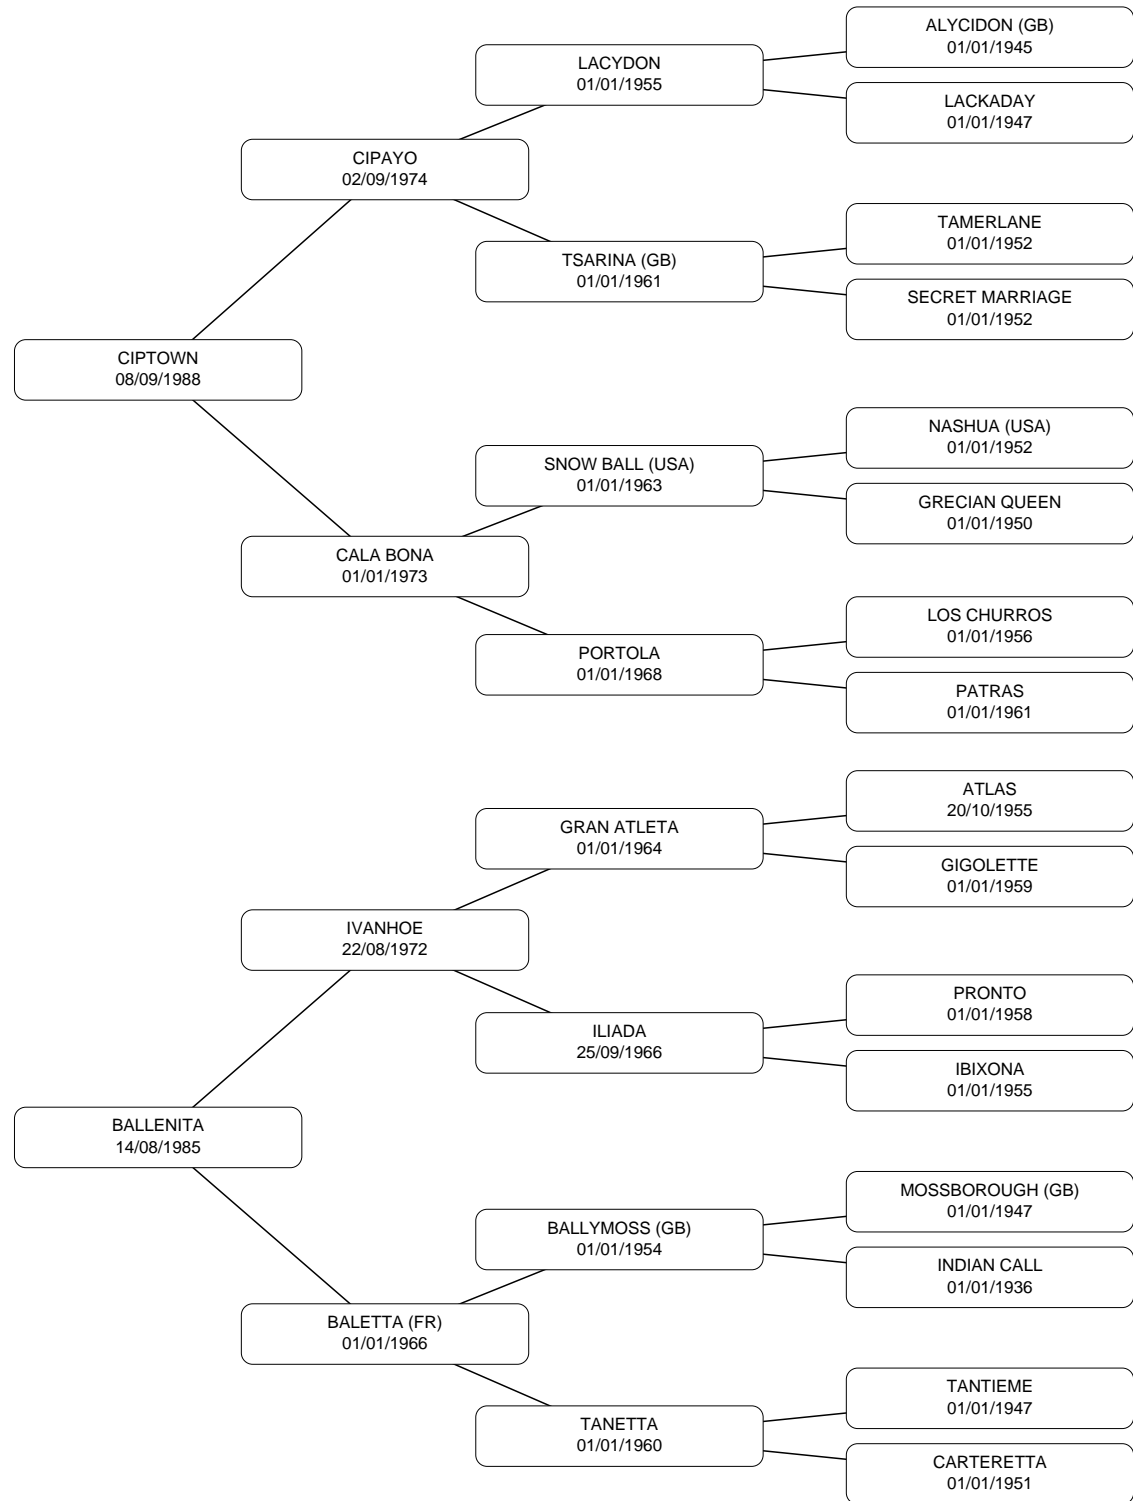 ALYCIDON (GB)
01/01/1945
LACYDON
01/01/1955
LACKADAY
01/01/1947
CIPAYO
02/09/1974
TAMERLANE
01/01/1952
TSARINA (GB)
01/01/1961
SECRET MARRIAGE
01/01/1952
CIPTOWN
08/09/1988
NASHUA (USA)
01/01/1952
SNOW BALL (USA)
01/01/1963
GRECIAN QUEEN
01/01/1950
CALA BONA
01/01/1973
LOS CHURROS
01/01/1956
PORTOLA
01/01/1968
PATRAS
01/01/1961
ATLAS
20/10/1955
GRAN ATLETA
01/01/1964
GIGOLETTE
01/01/1959
IVANHOE
22/08/1972
PRONTO
01/01/1958
ILIADA
25/09/1966
IBIXONA
01/01/1955
BALLENITA
14/08/1985
MOSSBOROUGH (GB)
01/01/1947
BALLYMOSS (GB)
01/01/1954
INDIAN CALL
01/01/1936
BALETTA (FR)
01/01/1966
TANTIEME
01/01/1947
TANETTA
01/01/1960
CARTERETTA
01/01/1951